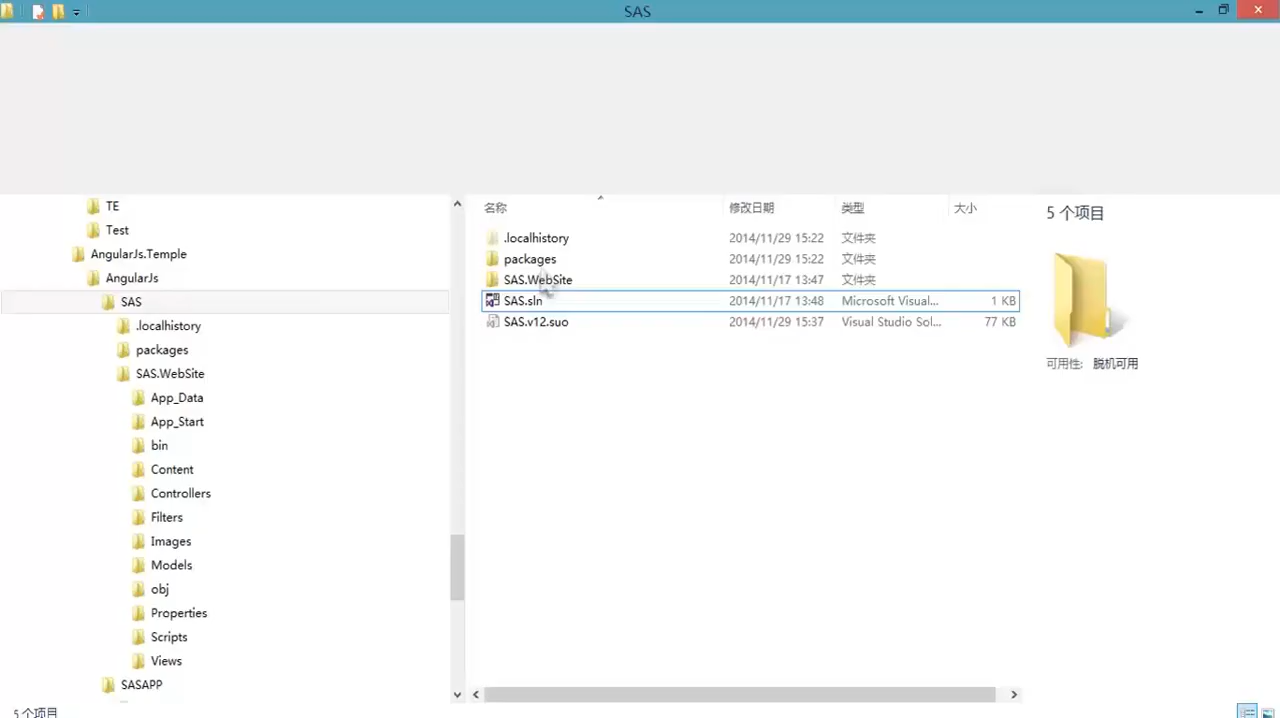 SAS
TE
Test
AngularJs.Temple
AngularJs
SAS
.localhistory
packages
SAS.WebSite
App_Data
App_Start
bin
Content
Controllers
Filters
Images
Models
obj
Properties
Scripts
Views
SASAPP
名称 修改日期 类型 大小
.localhistory 2014/11/29 15:22 文件夹
packages 2014/11/29 15:22 文件夹
SAS.WebSite 2014/11/17 13:47 文件夹
SAS.sln 2014/11/17 13:48 Microsoft Visual... 1 KB
SAS.v12.suo 2014/11/29 15:37 Visual Studio Sol... 77 KB
5 个项目
可用性: 脱机可用
5 个项目